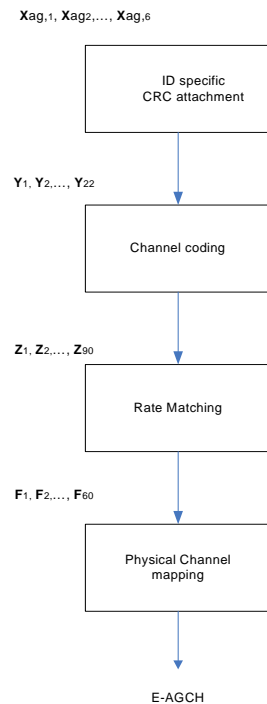 Xag,1, Xag2,..., Xag,6
ID specific
CRC attachment
Y1, Y2,..., Y22
Channel coding
Z1, Z2,..., Z90
Rate Matching
F1, F2,..., F60
Physical Channel
mapping
E-AGCH